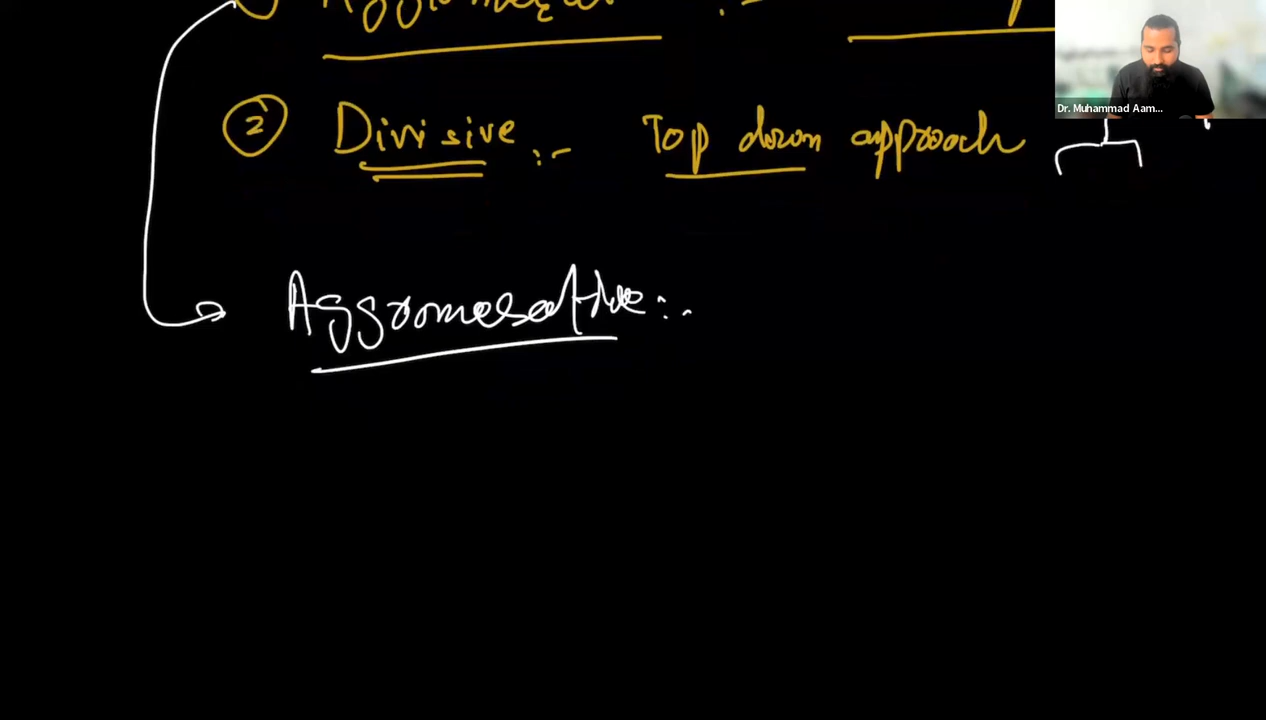 ② Divisive :- Top down approach
Aggromerative :-
Dr. Muhammad Aam...